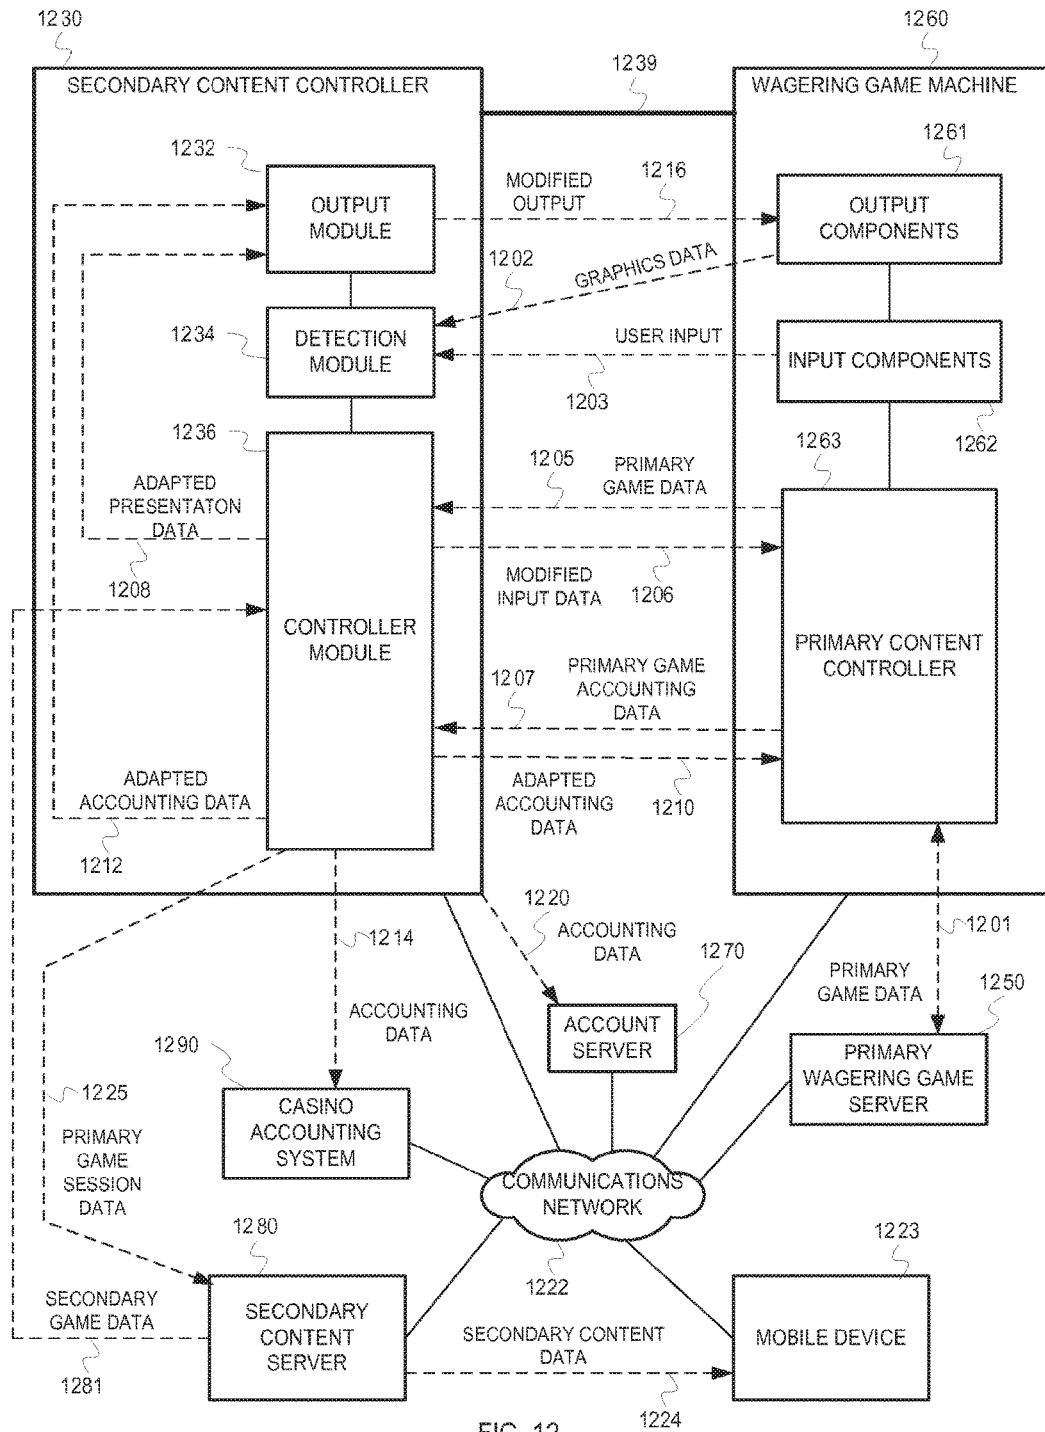 1230
1260
1239
SECONDARY CONTENT CONTROLLER
WAGERING GAME MACHINE
1232
1261
1216
MODIFIED
OUTPUT
OUTPUT
MODULE
OUTPUT
COMPONENTS
1202
GRAPHICS DATA
1234
DETECTION
MODULE
USER INPUT
INPUT COMPONENTS
1203
1236
1262
1263
1205
PRIMARY
GAME DATA
ADAPTED
PRESENTATON
DATA
1208
MODIFIED
INPUT DATA
1206
CONTROLLER
MODULE
PRIMARY CONTENT
CONTROLLER
1207
PRIMARY GAME
ACCOUNTING
DATA
ADAPTED
ACCOUNTING DATA
1212
ADAPTED
ACCOUNTING
DATA
1210
1220
ACCOUNTING
DATA
1214
1201
1270
PRIMARY
GAME DATA
1250
ACCOUNTING
DATA
ACCOUNT
SERVER
1290
PRIMARY
WAGERING GAME
SERVER
1225
CASINO
ACCOUNTING
SYSTEM
PRIMARY
GAME
SESSION
DATA
COMMUNICATIONS
NETWORK
1280
1222
1223
SECONDARY
GAME DATA
SECONDARY
CONTENT
SERVER
SECONDARY CONTENT
DATA
MOBILE DEVICE
1281
1224
FIG. 12